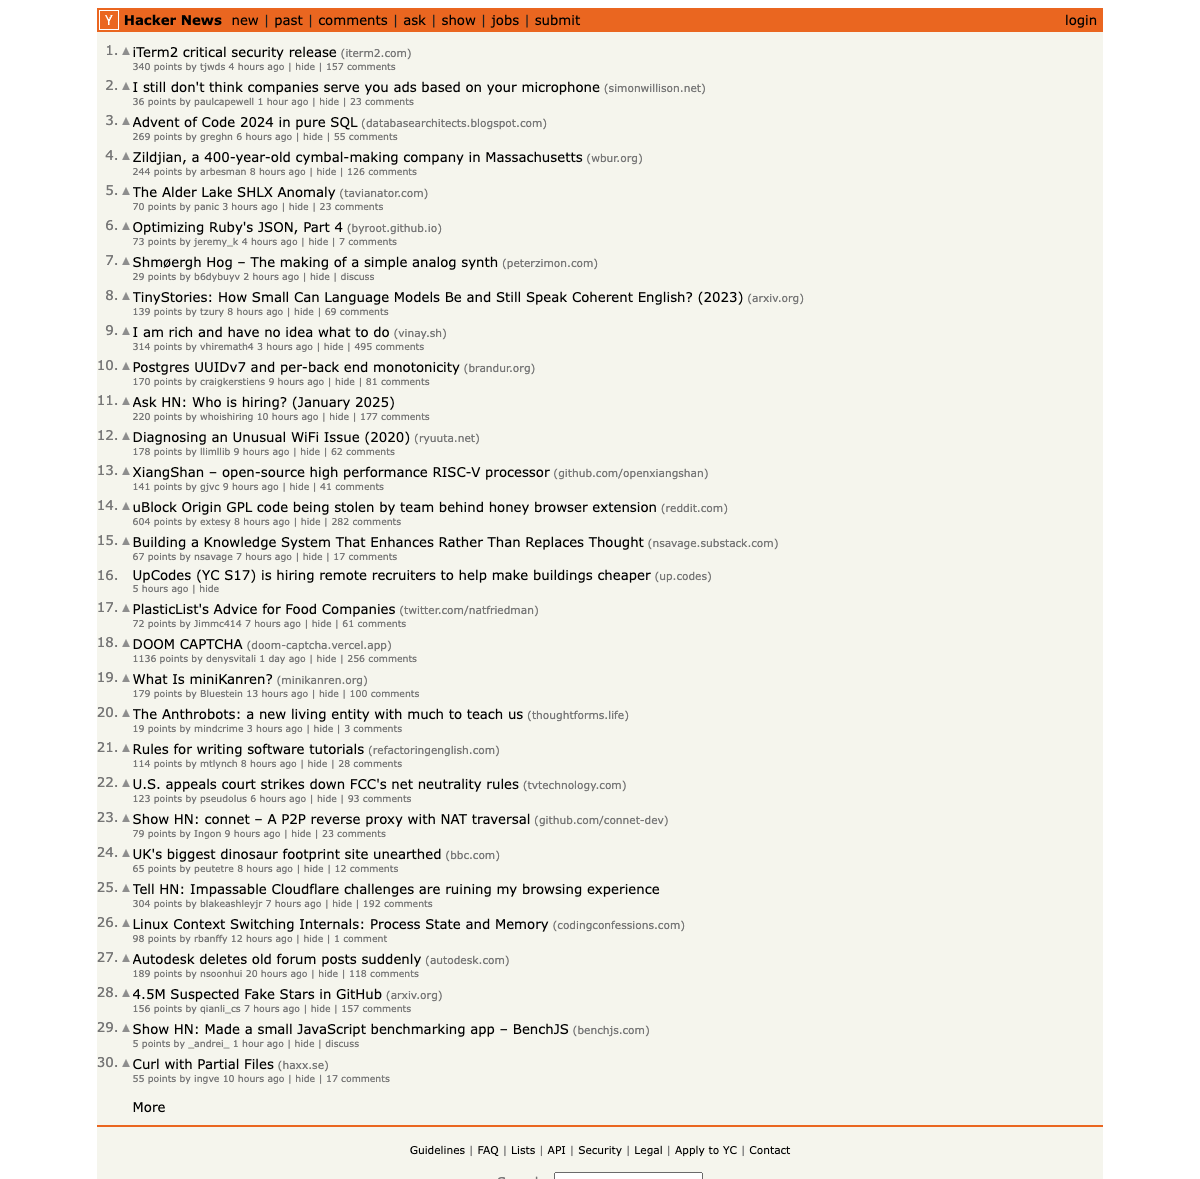 Y Hacker News new | past | comments | ask | show | jobs | submit login
1. ▲ iTerm2 critical security release (iterm2.com)
340 points by tjwds 4 hours ago | hide | 157 comments
2. ▲ I still don't think companies serve you ads based on your microphone (simonwillison.net)
36 points by paulcapewell 1 hour ago | hide | 23 comments
3. ▲ Advent of Code 2024 in pure SQL (databasearchitects.blogspot.com)
269 points by greghn 6 hours ago | hide | 55 comments
4. ▲ Zildjian, a 400-year-old cymbal-making company in Massachusetts (wbur.org)
244 points by arbesman 8 hours ago | hide | 126 comments
5. ▲ The Alder Lake SHLX Anomaly (tavianator.com)
70 points by panic 3 hours ago | hide | 23 comments
6. ▲ Optimizing Ruby's JSON, Part 4 (byroot.github.io)
73 points by jeremy_k 4 hours ago | hide | 7 comments
7. ▲ Shmøergh Hog – The making of a simple analog synth (peterzimon.com)
29 points by b6dybuyv 2 hours ago | hide | discuss
8. ▲ TinyStories: How Small Can Language Models Be and Still Speak Coherent English? (2023) (arxiv.org)
139 points by tzury 8 hours ago | hide | 69 comments
9. ▲ I am rich and have no idea what to do (vinay.sh)
314 points by vhiremath4 3 hours ago | hide | 495 comments
10. ▲ Postgres UUIDv7 and per-back end monotonicity (brandur.org)
170 points by craigkerstiens 9 hours ago | hide | 81 comments
11. ▲ Ask HN: Who is hiring? (January 2025)
220 points by whoishiring 10 hours ago | hide | 177 comments
12. ▲ Diagnosing an Unusual WiFi Issue (2020) (ryuuta.net)
178 points by llimllib 9 hours ago | hide | 62 comments
13. ▲ XiangShan – open-source high performance RISC-V processor (github.com/openxiangshan)
141 points by gjvc 9 hours ago | hide | 41 comments
14. ▲ uBlock Origin GPL code being stolen by team behind honey browser extension (reddit.com)
604 points by extesy 8 hours ago | hide | 282 comments
15. ▲ Building a Knowledge System That Enhances Rather Than Replaces Thought (nsavage.substack.com)
67 points by nsavage 7 hours ago | hide | 17 comments
16. UpCodes (YC S17) is hiring remote recruiters to help make buildings cheaper (up.codes)
5 hours ago | hide
17. ▲ PlasticList's Advice for Food Companies (twitter.com/natfriedman)
72 points by Jimmc414 7 hours ago | hide | 61 comments
18. ▲ DOOM CAPTCHA (doom-captcha.vercel.app)
1136 points by denysvitali 1 day ago | hide | 256 comments
19. ▲ What Is miniKanren? (minikanren.org)
179 points by Bluestein 13 hours ago | hide | 100 comments
20. ▲ The Anthrobots: a new living entity with much to teach us (thoughtforms.life)
19 points by mindcrime 3 hours ago | hide | 3 comments
21. ▲ Rules for writing software tutorials (refactoringenglish.com)
114 points by mtlynch 8 hours ago | hide | 28 comments
22. ▲ U.S. appeals court strikes down FCC's net neutrality rules (tvtechnology.com)
123 points by pseudolus 6 hours ago | hide | 93 comments
23. ▲ Show HN: connet – A P2P reverse proxy with NAT traversal (github.com/connet-dev)
79 points by Ingon 9 hours ago | hide | 23 comments
24. ▲ UK's biggest dinosaur footprint site unearthed (bbc.com)
65 points by peutetre 8 hours ago | hide | 12 comments
25. ▲ Tell HN: Impassable Cloudflare challenges are ruining my browsing experience
304 points by blakeashleyjr 7 hours ago | hide | 192 comments
26. ▲ Linux Context Switching Internals: Process State and Memory (codingconfessions.com)
98 points by rbanffy 12 hours ago | hide | 1 comment
27. ▲ Autodesk deletes old forum posts suddenly (autodesk.com)
189 points by nsoonhui 20 hours ago | hide | 118 comments
28. ▲ 4.5M Suspected Fake Stars in GitHub (arxiv.org)
156 points by qianli_cs 7 hours ago | hide | 157 comments
29. ▲ Show HN: Made a small JavaScript benchmarking app – BenchJS (benchjs.com)
5 points by _andrei_ 1 hour ago | hide | discuss
30. ▲ Curl with Partial Files (haxx.se)
55 points by ingve 10 hours ago | hide | 17 comments
More
Guidelines | FAQ | Lists | API | Security | Legal | Apply to YC | Contact